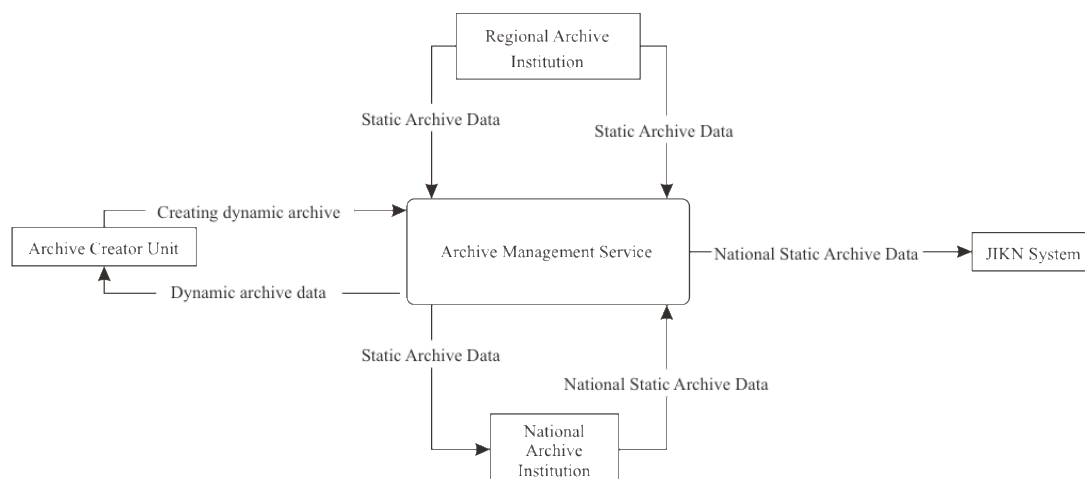 Regional Archive
Institution
Static Archive Data
Static Archive Data
Creating dynamic archive
Archive Creator Unit
Archive Management Service
National Static Archive Data
JIKN System
Dynamic archive data
Static Archive Data
National Static Archive Data
National
Archive
Institution